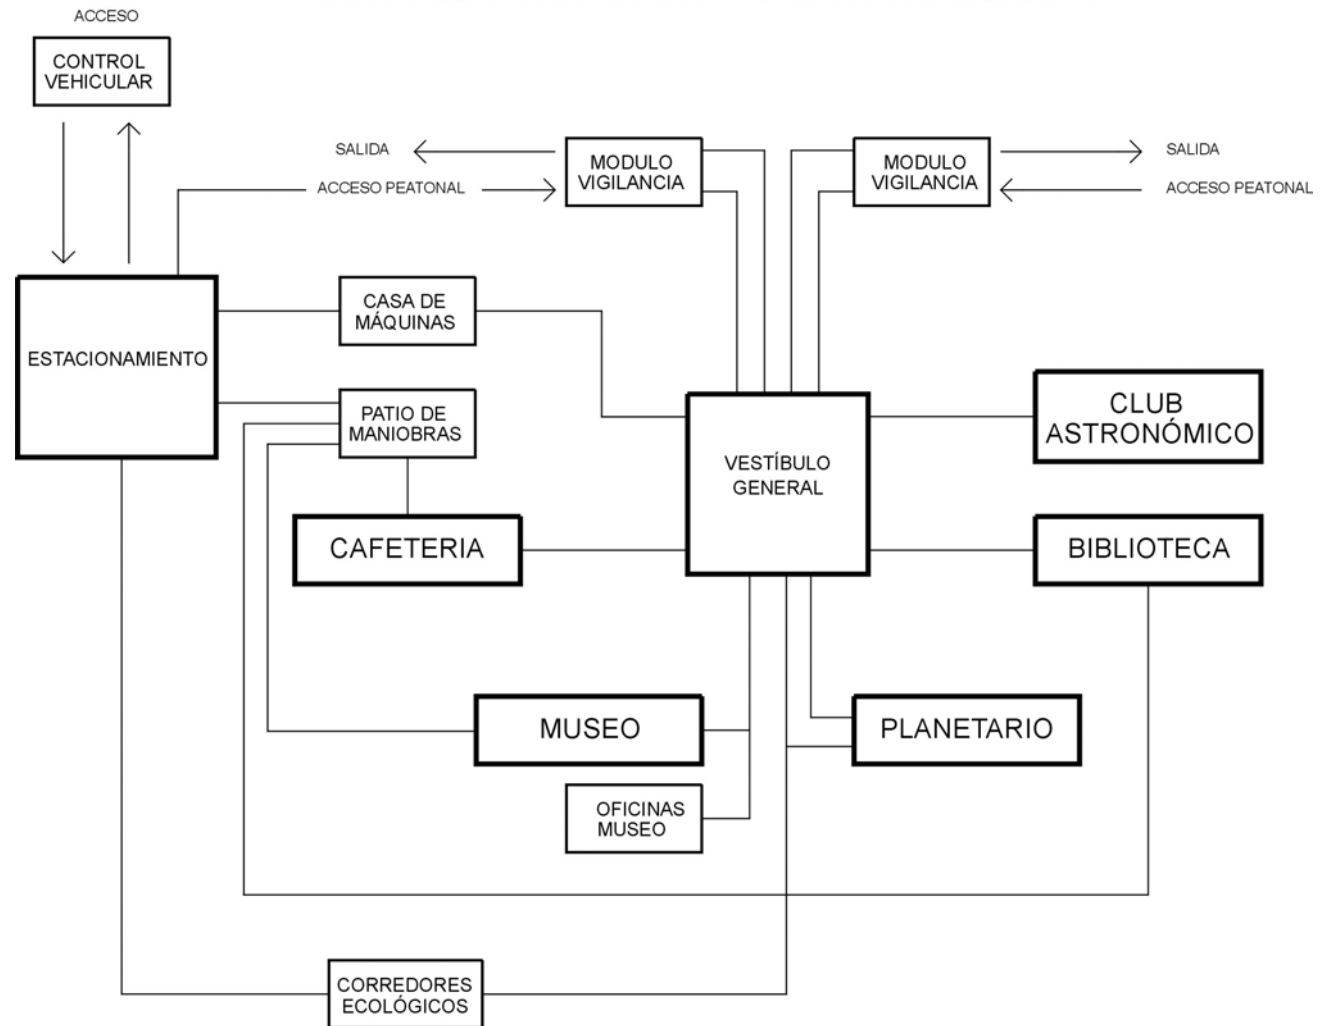 ACCESO
CONTROL
VEHICULAR
SALIDA
MODULO
VIGILANCIA
ACCESO PEATONAL
MODULO
VIGILANCIA
SALIDA
ACCESO PEATONAL
ESTACIONAMIENTO
CASA DE
MÁQUINAS
PATIO DE
MANIOBRAS
VESTÍBULO
GENERAL
CLUB
ASTRONÓMICO
CAFETERIA
BIBLIOTECA
MUSEO
PLANETARIO
OFICINAS
MUSEO
CORREDORES
ECOLÓGICOS